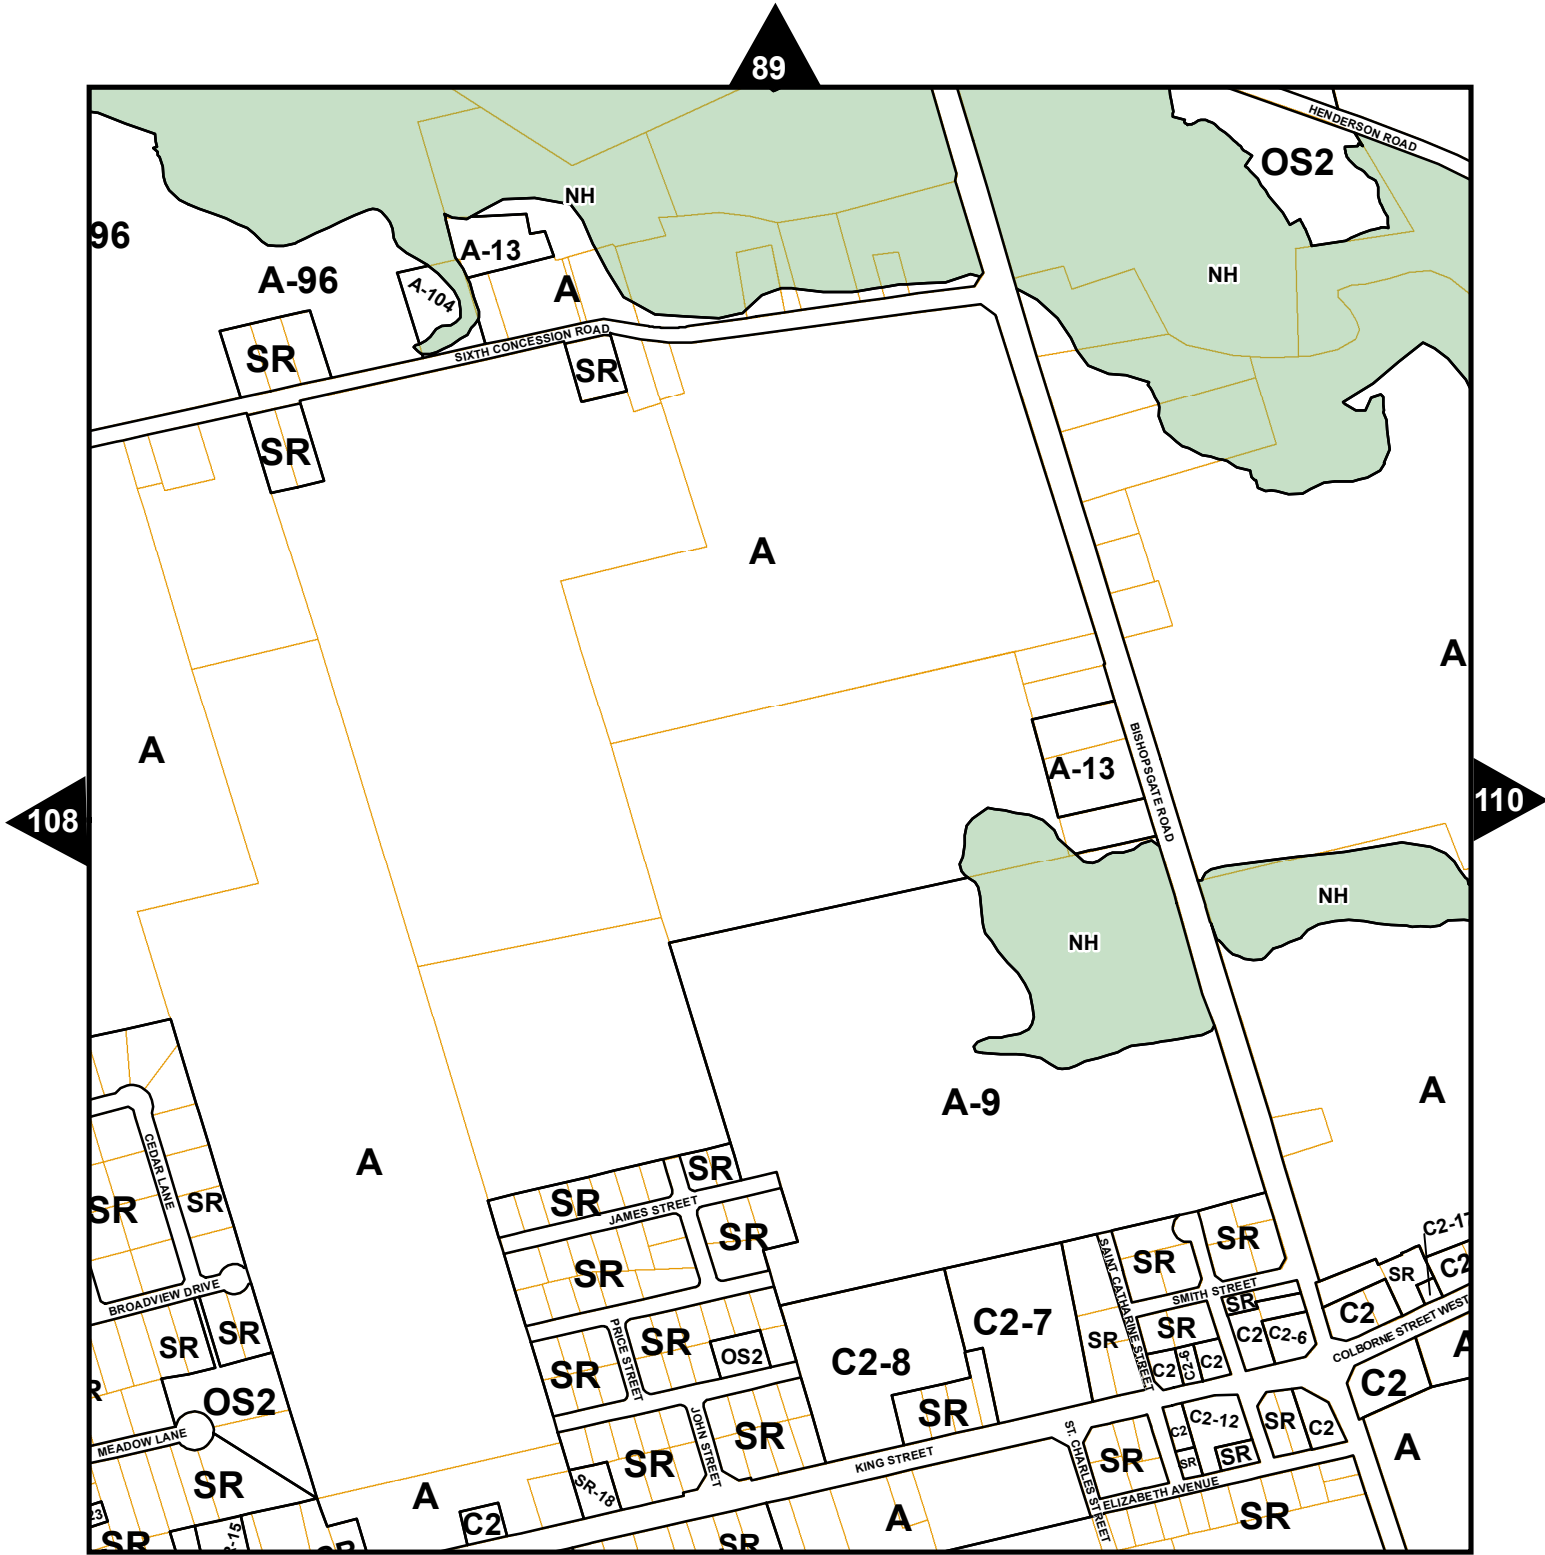 89
HENDERSON ROAD
OS2
NH
96
A-13
A-96
NH
A-104
A
SIXTH CONCESSION ROAD
SR
SR
SR
A
A
A
BISHOPSGATE ROAD
A-13
108
110
NH
NH
A-9
A
A
CEDAR LANE
SR
SR
SR
SR
JAMES STREET
SR
SR
BROADVIEW DRIVE
SR
SR
SAINT CATHARINE STREET
SR
SR
SMITH STREET
C2-17
SR
C2
C2
COLBORNE STREET WEST
A
C2
SR
C2
C2-6
SR
C2
C2-6
C2
SR
C2-7
C2-8
SR
PRICE STREET
SR
SR
OS2
R
OS2
MEADOW LANE
SR
JOHN STREET
SR
SR
SR-18
KING STREET
ST. CHARLES STREET
SR
C2
C2-12
SR
SR
SR
C2
ELIZABETH AVENUE
SR
A
A
A
C2
23
SR
-15
SR
SR